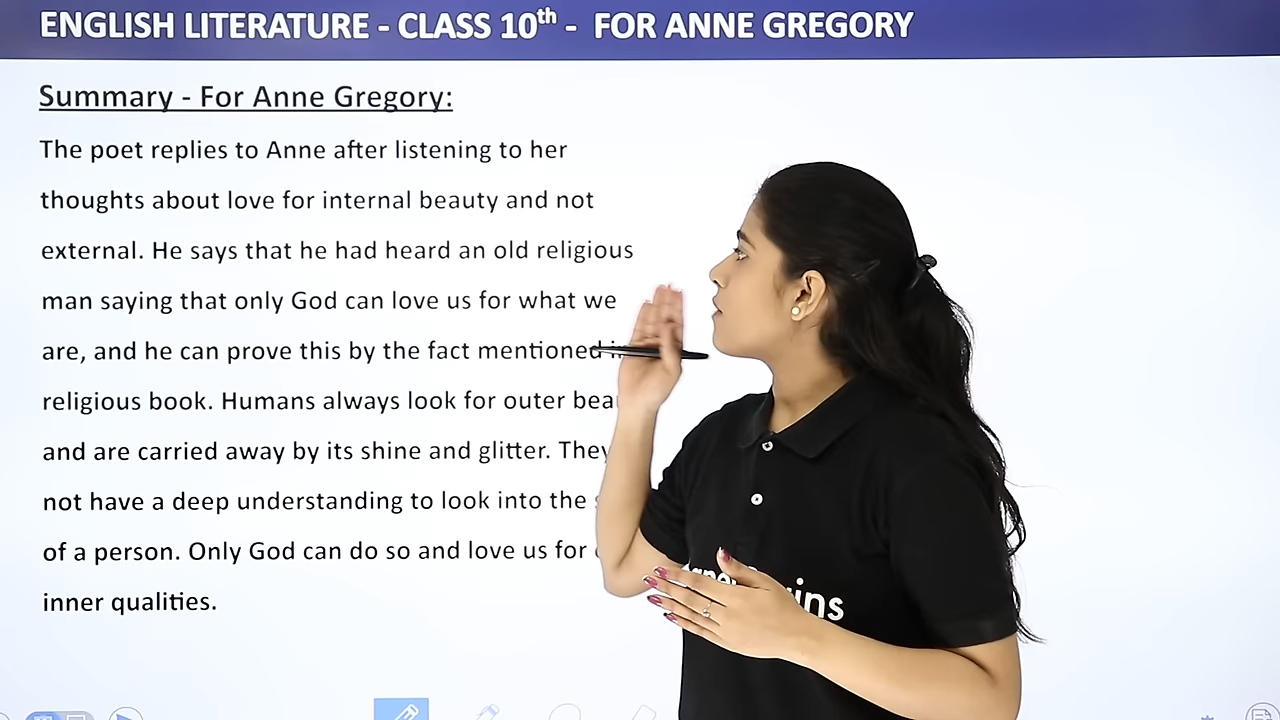 ENGLISH LITERATURE - CLASS 10th - FOR ANNE GREGORY
Summary - For Anne Gregory:
The poet replies to Anne after listening to her
thoughts about love for internal beauty and not
external. He says that he had heard an old religious
man saying that only God can love us for what we
are, and he can prove this by the fact mentioned
religious book. Humans always look for outer
and are carried away by its shine and glitter. They
not have a deep understanding to look into the
of a person. Only God can do so and love us for
inner qualities.